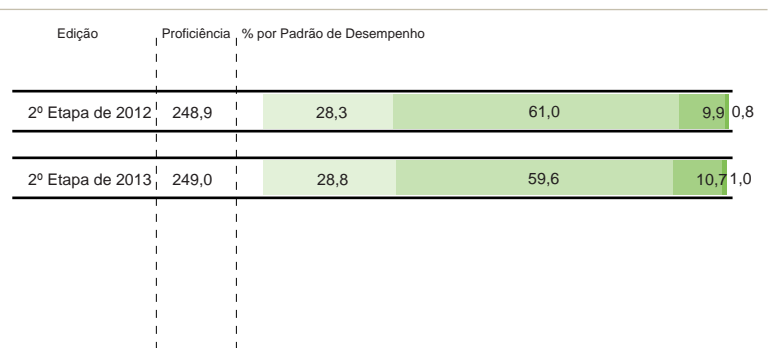 Edição Proficiência % por Padrão de Desempenho
2º Etapa de 2012 248,9 28,3 61,0 9,9 0,8
2º Etapa de 2013 249,0 28,8 59,6 10,7 1,0